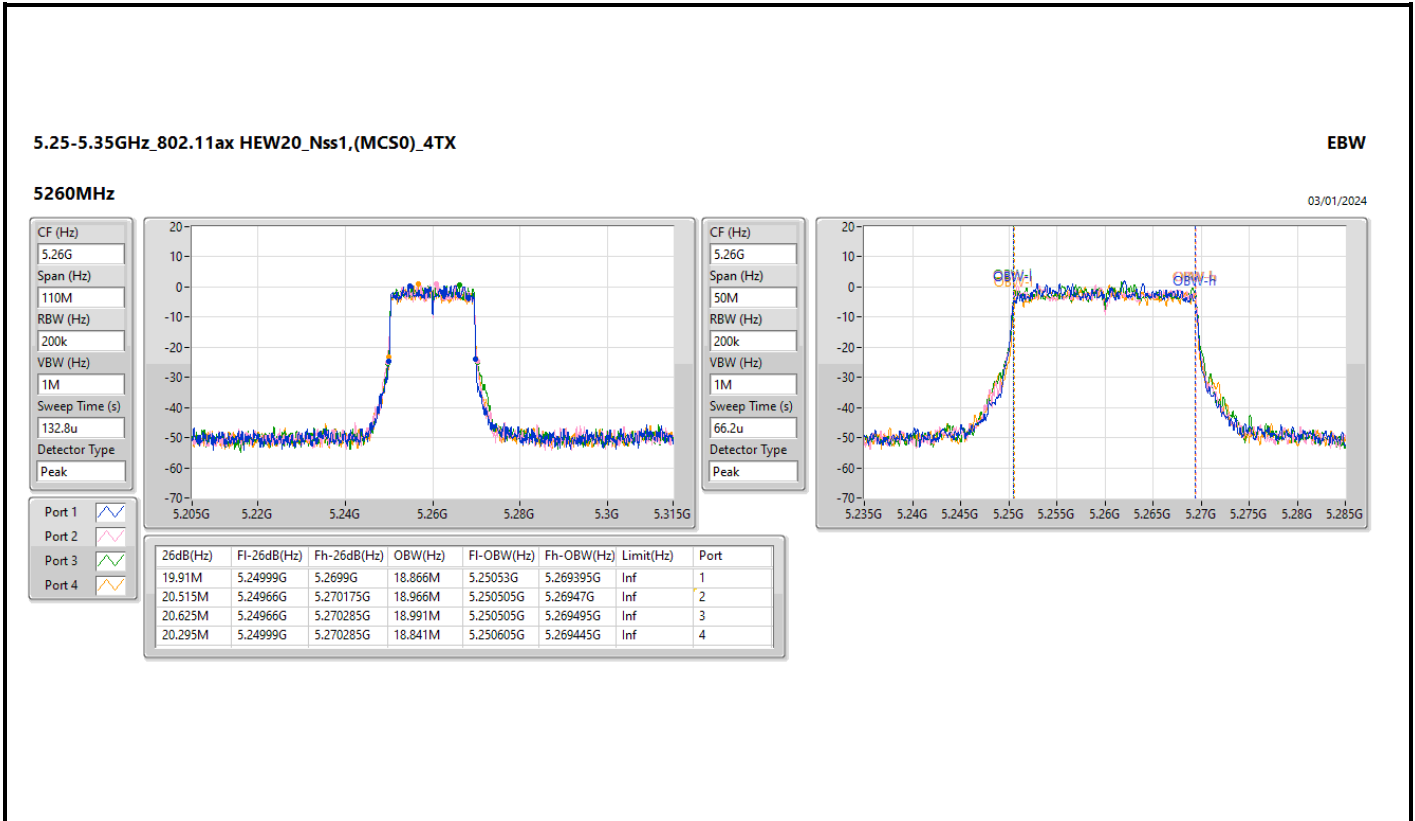 5.25-5.35GHz_802.11ax HEW20_Nss1,(MCS0)_4TX
EBW
5260MHz
03/01/2024
CF (Hz)
5.26G
Span (Hz)
110M
RBW (Hz)
200k
VBW (Hz)
1M
Sweep Time (s)
132.8u
Detector Type
Peak
20
10
0
-10
-20
-30
-40
-50
-60
-70
5.205G 5.22G 5.24G 5.26G 5.28G 5.3G 5.315G
CF (Hz)
5.26G
Span (Hz)
50M
RBW (Hz)
200k
VBW (Hz)
1M
Sweep Time (s)
66.2u
Detector Type
Peak
20
10
0
-10
-20
-30
-40
-50
-60
-70
OBW-l
OBW-h
5.235G 5.24G 5.245G 5.25G 5.255G 5.26G 5.265G 5.27G 5.275G 5.28G 5.285G
Port 1
Port 2
Port 3
Port 4
26dB(Hz) Fl-26dB(Hz) Fh-26dB(Hz) OBW(Hz) Fl-OBW(Hz) Fh-OBW(Hz) Limit(Hz) Port
19.91M 5.24999G 5.2699G 18.866M 5.25053G 5.269395G Inf 1
20.515M 5.24966G 5.270175G 18.966M 5.250505G 5.26947G Inf 2
20.625M 5.24966G 5.270285G 18.991M 5.250505G 5.269495G Inf 3
20.295M 5.24999G 5.270285G 18.841M 5.250605G 5.269445G Inf 4